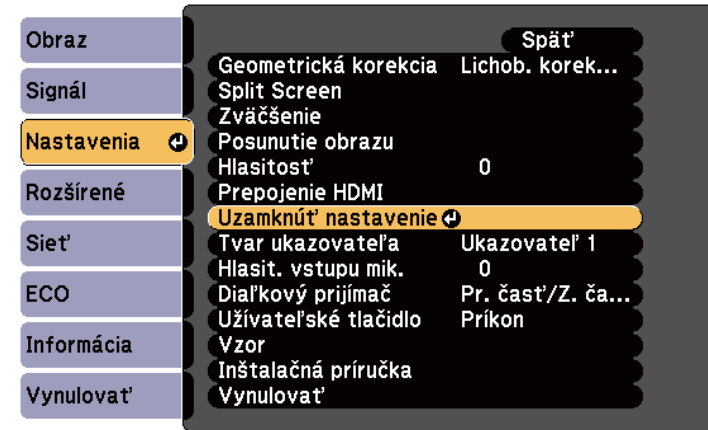 Obraz
Signál
Nastavenia
Rozšírené
Sieť
ECO
Informácia
Vynulovať
Späť
Geometrická korekcia Lichob. korek...
Split Screen
Zväčšenie
Posunutie obrazu
Hlasitosť 0
Prepojenie HDMI
Uzamknúť nastavenie
Tvar ukazovateľa Ukazovateľ 1
Hlasit. vstupu mik. 0
Diaľkový prijímač Pr. časť/Z. ča...
Užívateľské tlačidlo Príkon
Vzor
Inštalačná príručka
Vynulovať